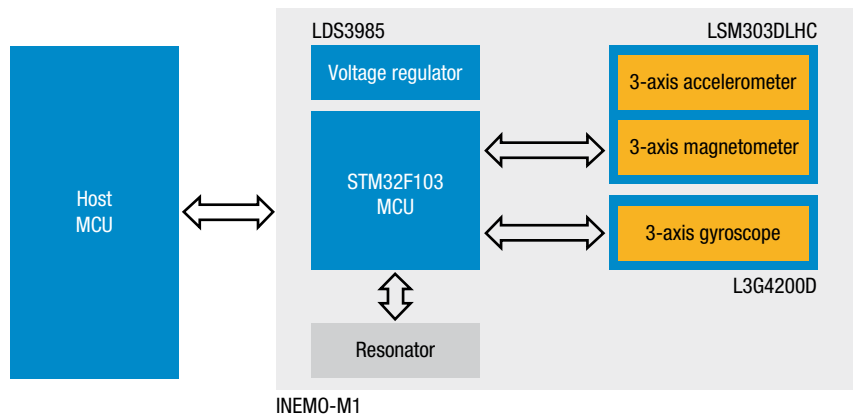 LDS3985
LSM303DLHC
Voltage regulator
3-axis accelerometer
3-axis magnetometer
Host
MCU
STM32F103
MCU
3-axis gyroscope
L3G4200D
Resonator
INEMO-M1